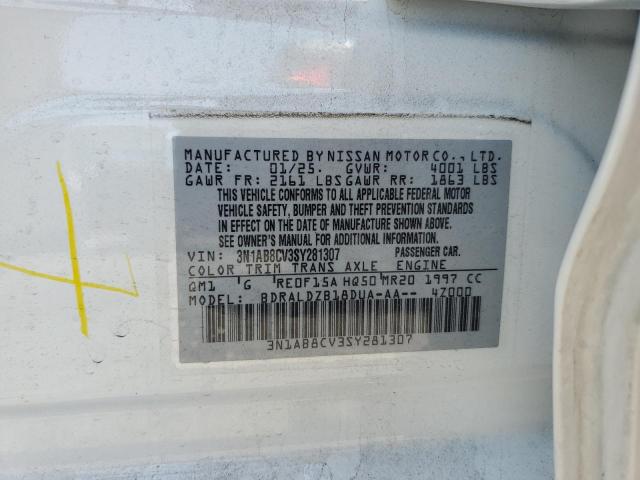 MANUFACTURED BY NISSAN MOTOR CO., LTD.
DATE: 01/25. GVWR: 4001 LBS
GAWR FR: 2161 LBS GAWR RR: 1863 LBS
THIS VEHICLE CONFORMS TO ALL APPLICABLE FEDERAL MOTOR
VEHICLE SAFETY, BUMPER AND THEFT PREVENTION STANDARDS
IN EFFECT ON THE DATE OF MANUFACTURE SHOWN ABOVE.
SEE OWNER'S MANUAL FOR ADDITIONAL INFORMATION.
VIN: 3N1AB8CV3SY281307 PASSENGER CAR.
COLOR TRIM TRANS AXLE ENGINE
QM1 G RE0F15A HQ50 MR20 1997 CC
MODEL: BDRALDZB18DUA-AA-- 4Z000
3N1AB8CV3SY281307